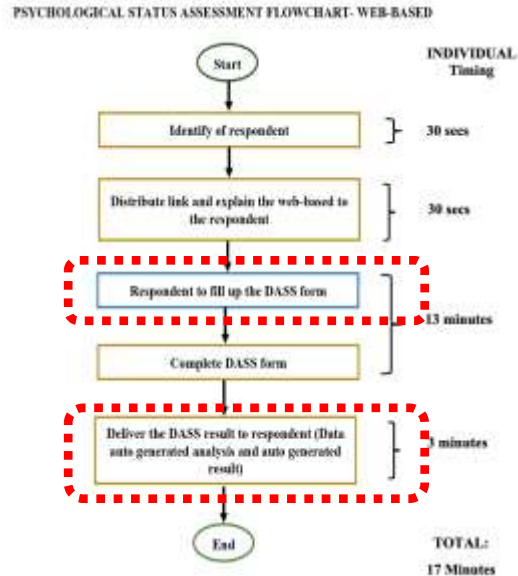 PSYCHOLOGICAL STATUS ASSESSMENT FLOWCHART- WEB-BASED
INDIVIDUAL
Timing
Start
Identify of respondent
30 secs
Distribute link and explain the web-based to
the respondent
30 secs
Respondent to fill up the DASS form
13 minutes
Complete DASS form
Deliver the DASS result to respondent (Data
auto generated analysis and auto generated
result)
3 minutes
End
TOTAL:
17 Minutes